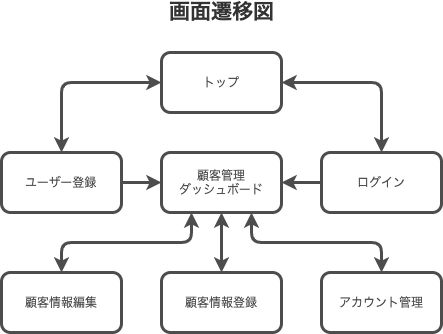 画面遷移図
トップ
ユーザー登録
顧客管理
ダッシュボード
ログイン
顧客情報編集
顧客情報登録
アカウント管理